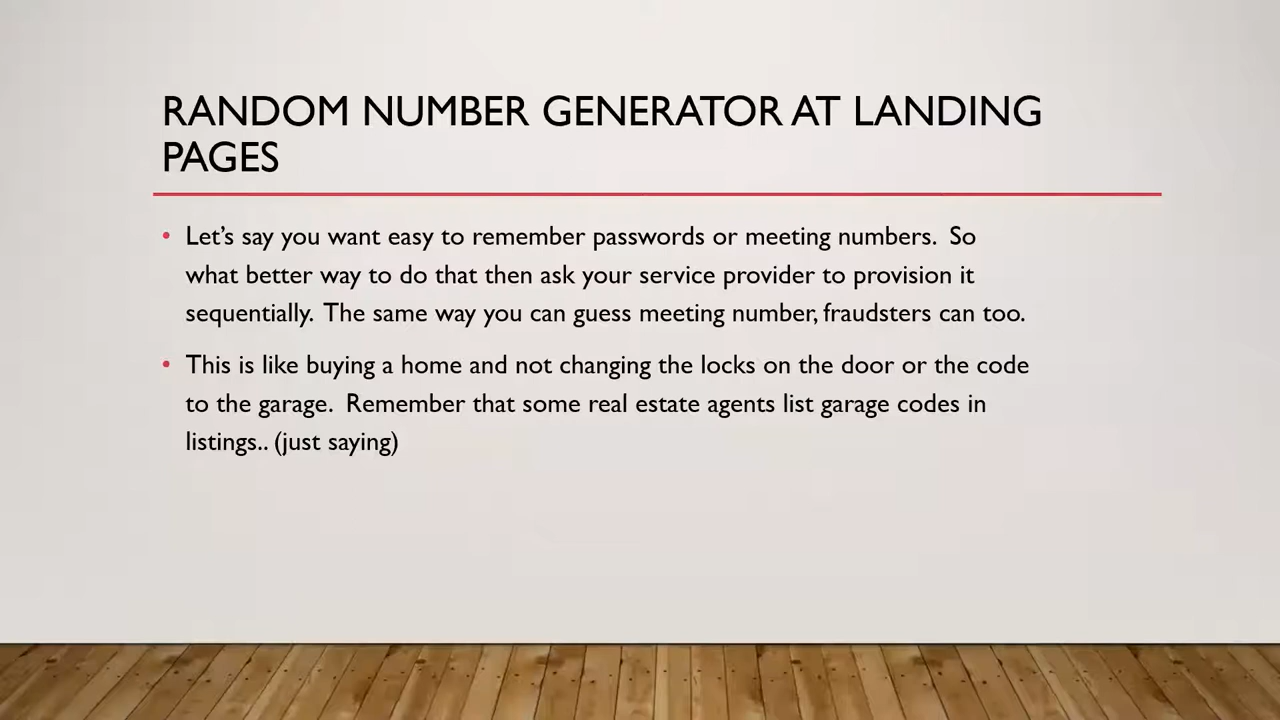 RANDOM NUMBER GENERATOR AT LANDING
PAGES
• Let's say you want easy to remember passwords or meeting numbers.  So
what better way to do that then ask your service provider to provision it
sequentially.  The same way you can guess meeting number, fraudsters can too.
• This is like buying a home and not changing the locks on the door or the code
to the garage.  Remember that some real estate agents list garage codes in
listings.. (just saying)